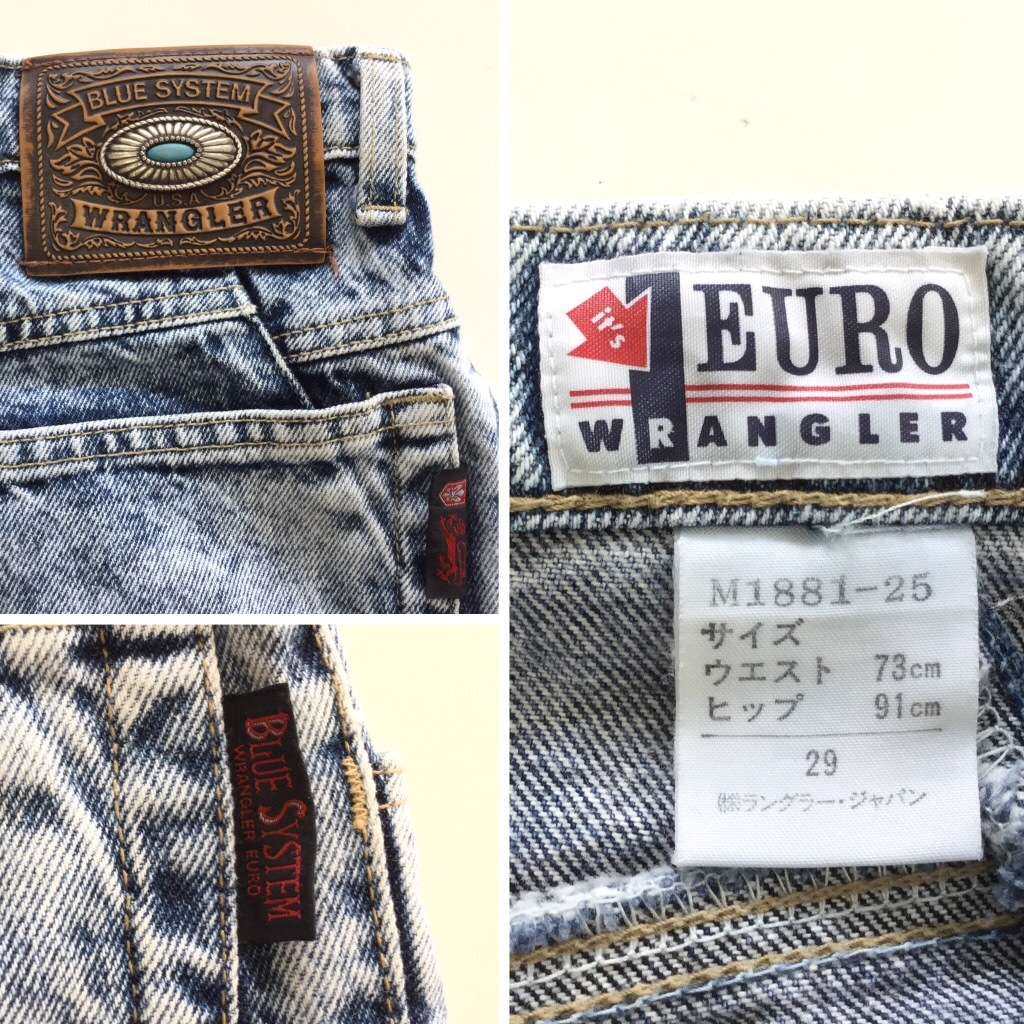 BLUE SYSTEM
U.S.A
WRANGLER
BLUE SYSTEM
WRANGLER EURO
it's
EURO
WRANGLER
M1881-25
サイズ
ウエスト 73cm
ヒップ 91cm
29
㈱ラングラー・ジャパン